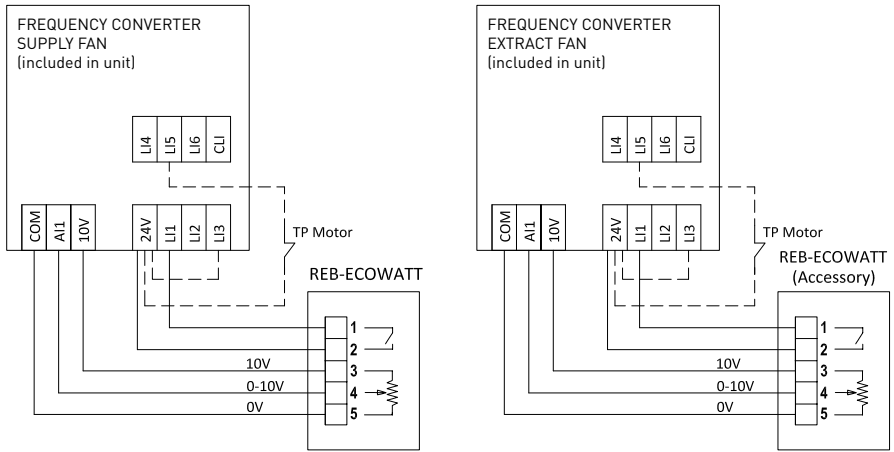 FREQUENCY CONVERTER
SUPPLY FAN
(included in unit)
LI4 LI5 LI6 CLI
COM AI1 10V
24V LI1 LI2 LI3
TP Motor
REB-ECOWATT
1
2
10V 3
0-10V 4
0V 5
FREQUENCY CONVERTER
EXTRACT FAN
(included in unit)
LI4 LI5 LI6 CLI
COM AI1 10V
24V LI1 LI2 LI3
TP Motor
REB-ECOWATT
(Accessory)
1
2
10V 3
0-10V 4
0V 5